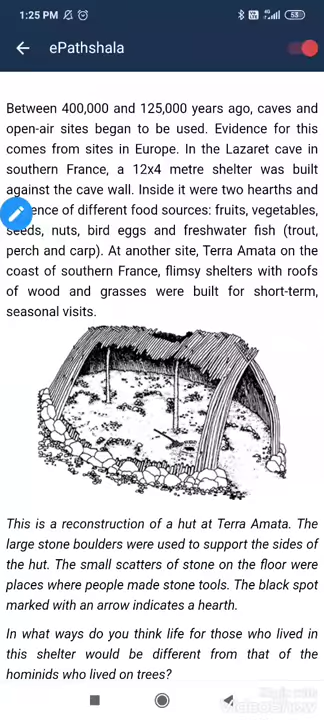 1:25 PM
53
ePathshala
Between 400,000 and 125,000 years ago, caves and
open-air sites began to be used. Evidence for this
comes from sites in Europe. In the Lazaret cave in
southern France, a 12x4 metre shelter was built
against the cave wall. Inside it were two hearths and
ence of different food sources: fruits, vegetables,
seeds, nuts, bird eggs and freshwater fish (trout,
perch and carp). At another site, Terra Amata on the
coast of southern France, flimsy shelters with roofs
of wood and grasses were built for short-term,
seasonal visits.
This is a reconstruction of a hut at Terra Amata. The
large stone boulders were used to support the sides of
the hut. The small scatters of stone on the floor were
places where people made stone tools. The black spot
marked with an arrow indicates a hearth.
In what ways do you think life for those who lived in
this shelter would be different from that of the
hominids who lived on trees?